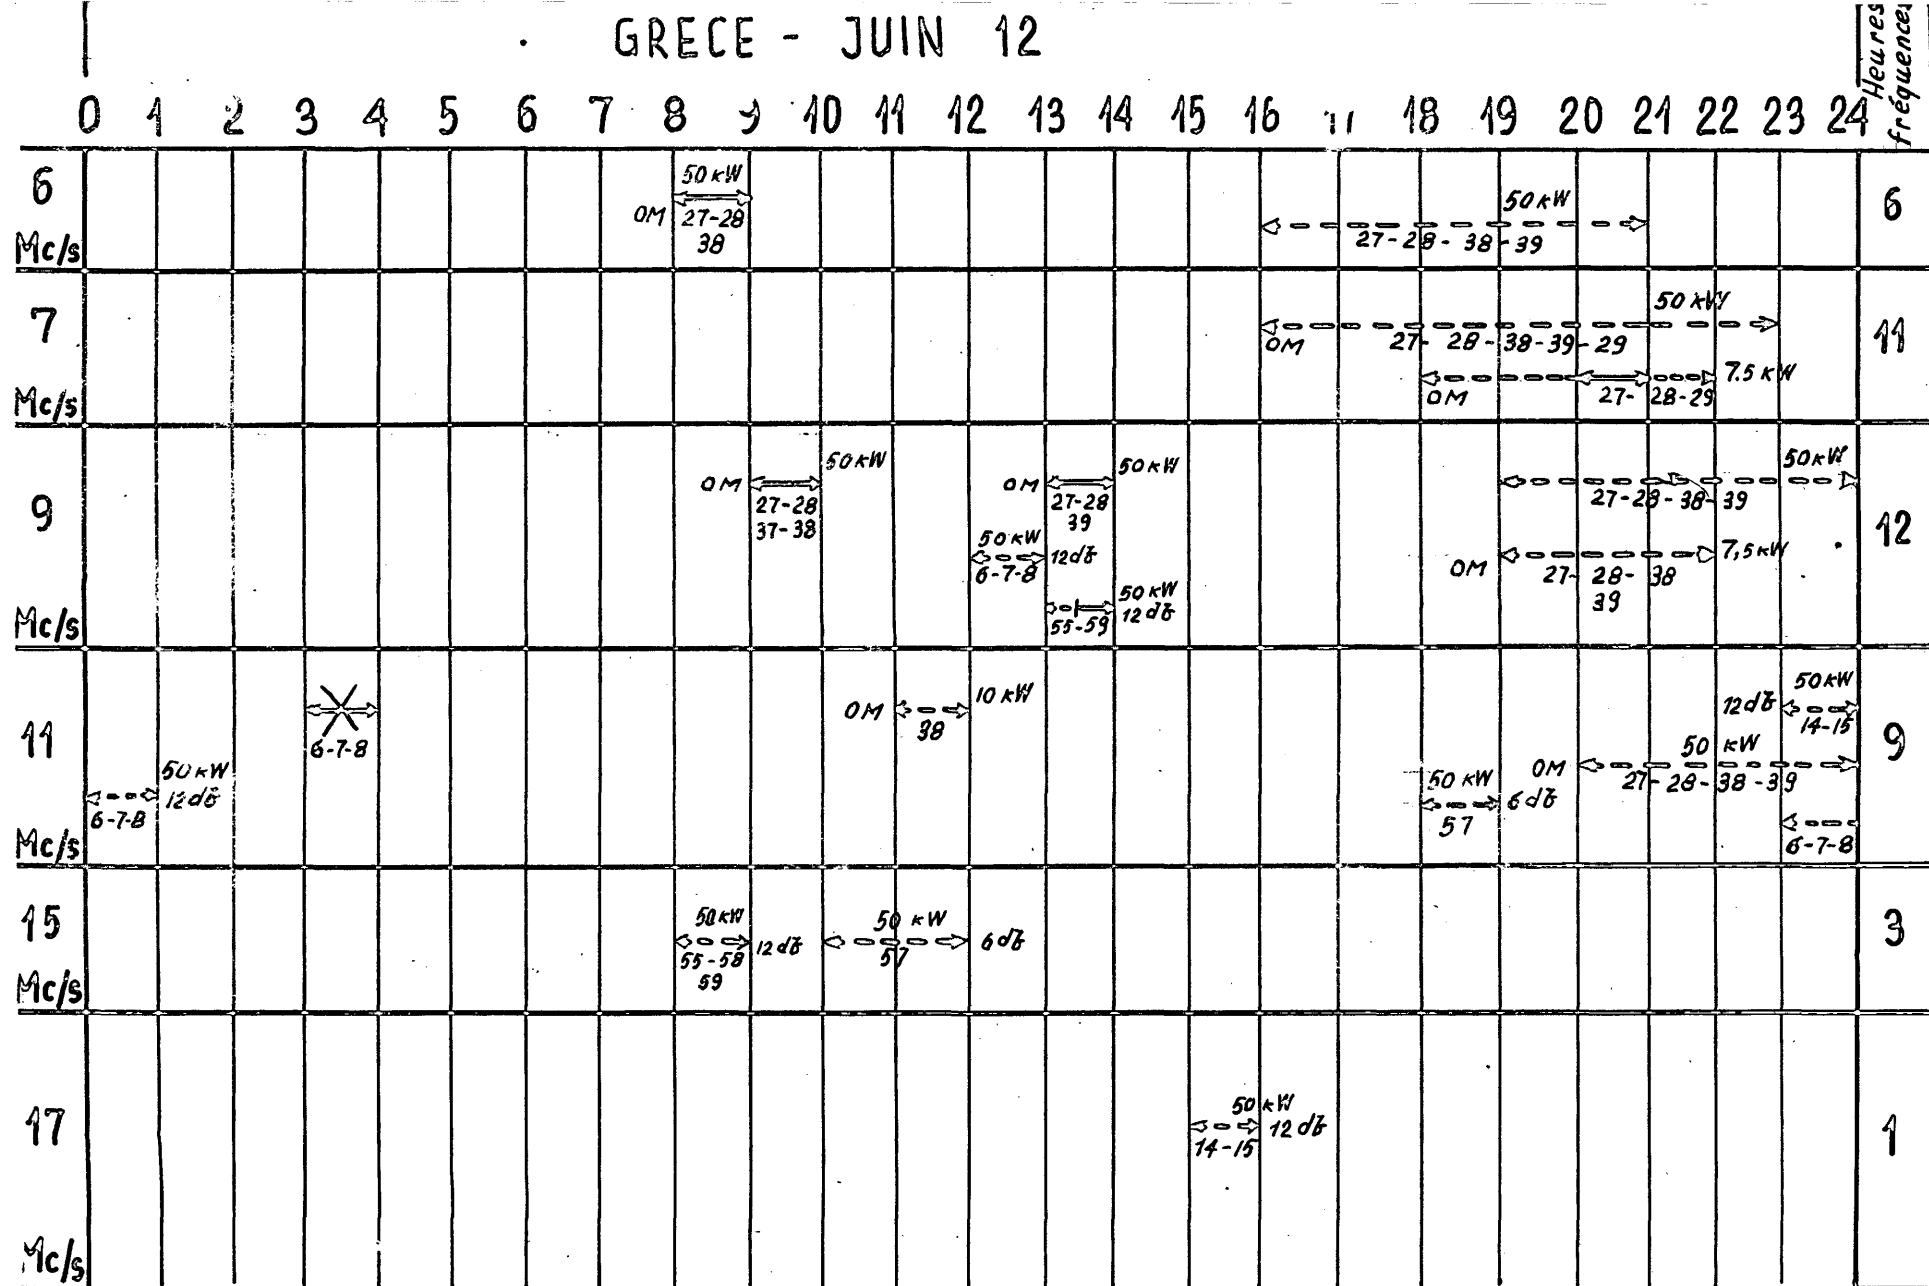 GRECE - JUIN 12
Heures
fréquences
0 1 2 3 4 5 6 7 8 9 10 11 12 13 14 15 16 17 18 19 20 21 22 23 24
6
Mc/s
50 kW
OM
27-28
38
50 kW
27-28-38-39
6
7
Mc/s
50 kW
OM
27-28-38-39-29
7.5 kW
OM
27-28-29
11
9
Mc/s
OM
50 kW
27-28
37-38
OM
50 kW
27-28
39
50 kW
12 db
6-7-8
50 kW
12 db
55-59
50 kW
27-28-38-39
OM
7,5 kW
27-28-38
39
12
11
Mc/s
50 kW
12 db
6-7-8
6-7-8
OM
10 kW
38
50 kW
6 db
57
50 kW
12 db
14-15
50 kW
OM
27-28-38-39
6-7-8
9
15
Mc/s
50 kW
12 db
55-58
59
50 kW
6 db
57
3
17
Mc/s
50 kW
12 db
14-15
1